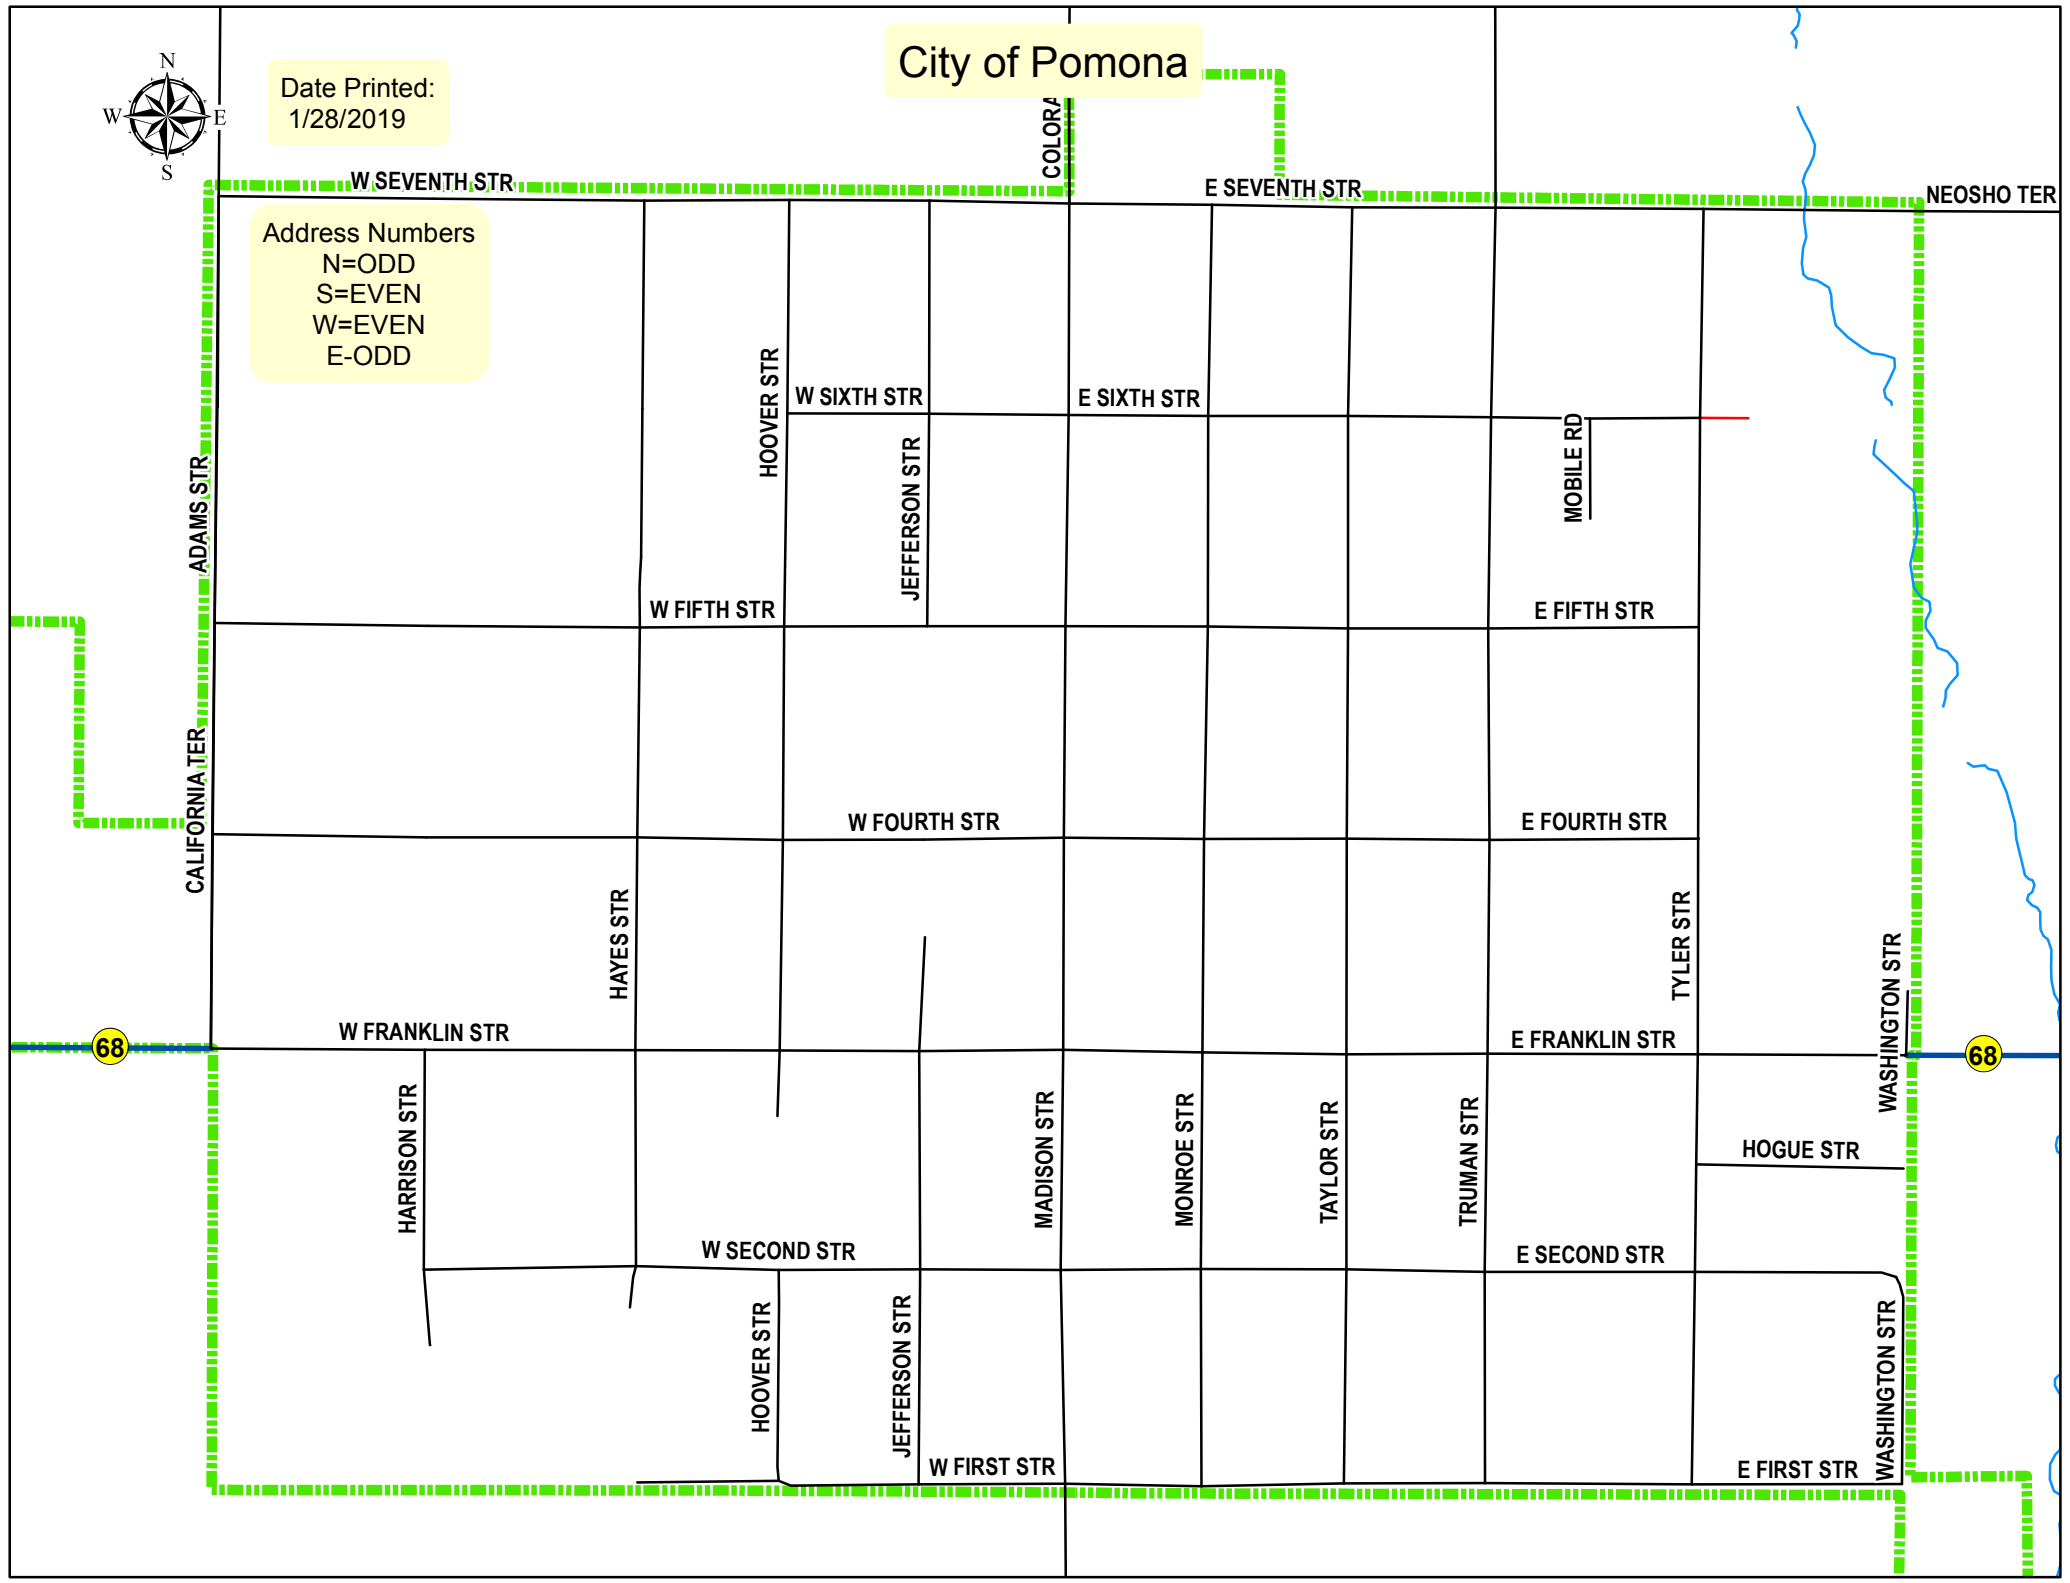 City of Pomona
N
W E
S
Date Printed:
1/28/2019
COLORA
W SEVENTH STR
E SEVENTH STR
NEOSHO TER
Address Numbers
N=ODD
S=EVEN
W=EVEN
E-ODD
HOOVER STR
W SIXTH STR
E SIXTH STR
MOBILE RD
JEFFERSON STR
ADAMS STR
W FIFTH STR
E FIFTH STR
CALIFORNIA TER
W FOURTH STR
E FOURTH STR
HAYES STR
TYLER STR
WASHINGTON STR
68
W FRANKLIN STR
E FRANKLIN STR
68
HARRISON STR
MADISON STR
MONROE STR
TAYLOR STR
TRUMAN STR
HOGUE STR
W SECOND STR
E SECOND STR
HOOVER STR
JEFFERSON STR
WASHINGTON STR
W FIRST STR
E FIRST STR